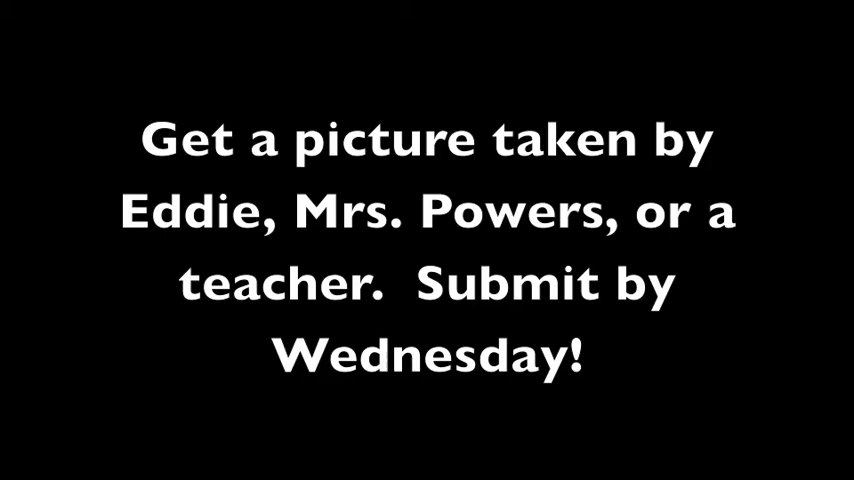 Get a picture taken by
Eddie, Mrs. Powers, or a
teacher.  Submit by
Wednesday!